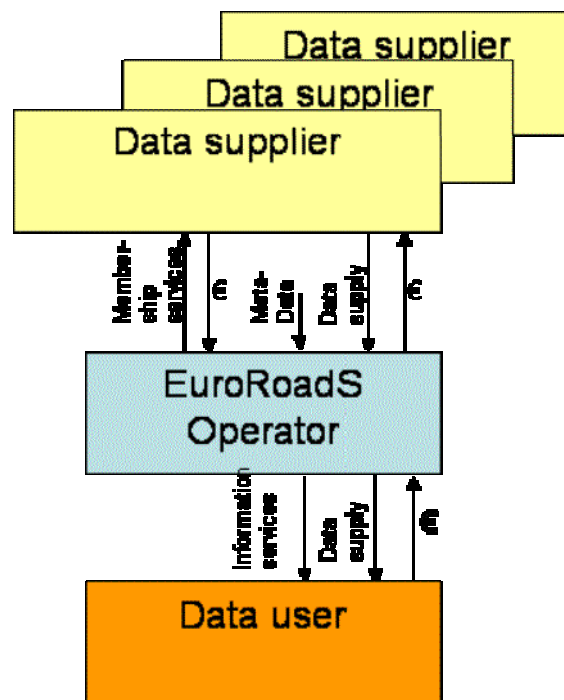 Data supplier
Data supplier
Data supplier
Member-
ship
services
€
Meta-
Data
Data
supply
€
EuroRoadS
Operator
Information
services
Data
supply
Data user